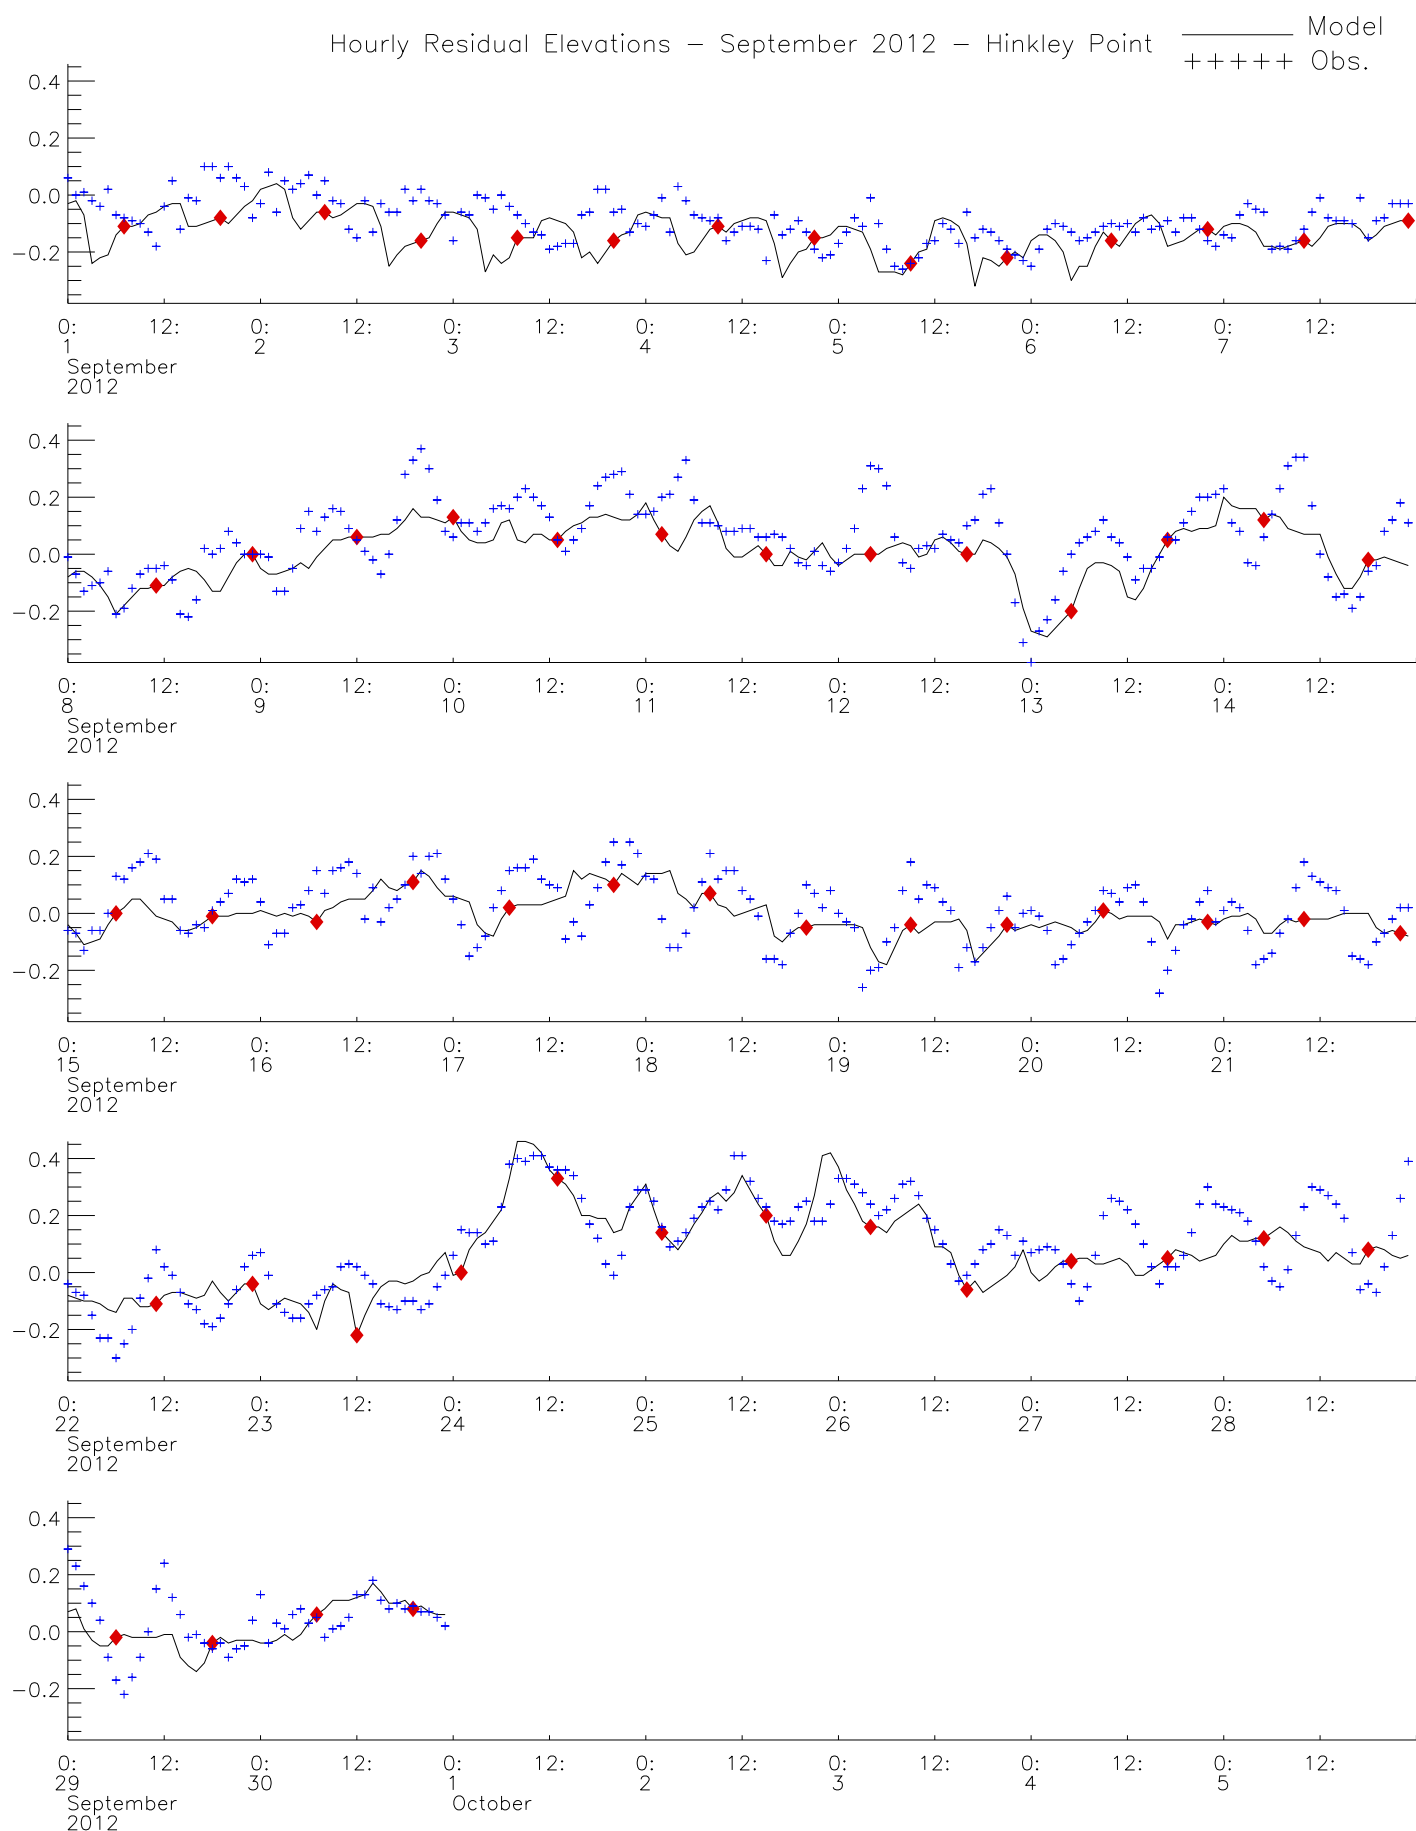 Hourly Residual Elevations – September 2012 – Hinkley Point
Model
+++++ Obs.
0.4
0.2
0.0
−0.2
0: 12: 0: 12: 0: 12: 0: 12: 0: 12: 0: 12: 0: 12:
1 2 3 4 5 6 7
September
2012
0.4
0.2
0.0
−0.2
0: 12: 0: 12: 0: 12: 0: 12: 0: 12: 0: 12: 0: 12:
8 9 10 11 12 13 14
September
2012
0.4
0.2
0.0
−0.2
0: 12: 0: 12: 0: 12: 0: 12: 0: 12: 0: 12: 0: 12:
15 16 17 18 19 20 21
September
2012
0.4
0.2
0.0
−0.2
0: 12: 0: 12: 0: 12: 0: 12: 0: 12: 0: 12: 0: 12:
22 23 24 25 26 27 28
September
2012
0.4
0.2
0.0
−0.2
0: 12: 0: 12: 0: 12: 0: 12: 0: 12: 0: 12: 0: 12:
29 30 1 2 3 4 5
September October
2012